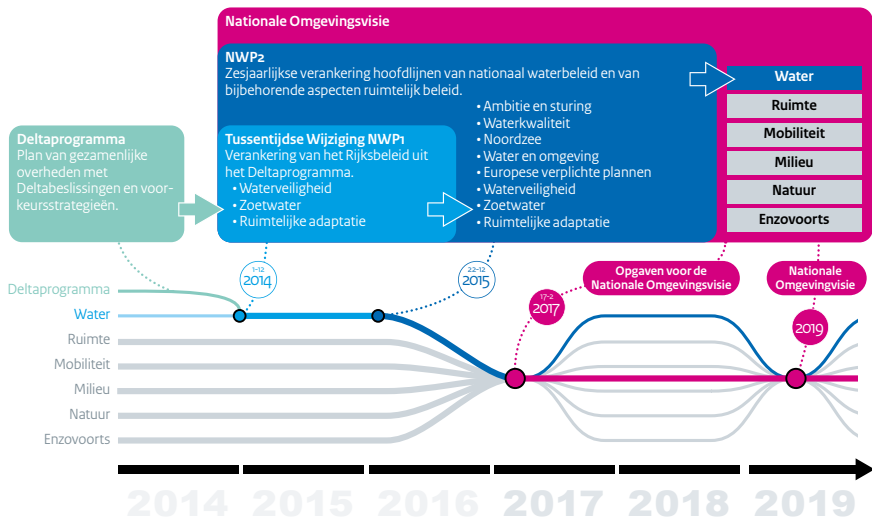 Nationale Omgevingsvisie
NWP2
Zesjaarlijkse verankering hoofdlijnen van nationaal waterbeleid en van
bijbehorende aspecten ruimtelijk beleid.
• Ambitie en sturing
• Waterkwaliteit
• Noordzee
• Water en omgeving
• Europese verplichte plannen
• Waterveiligheid
• Zoetwater
• Ruimtelijke adaptatie
Water
Ruimte
Mobiliteit
Milieu
Natuur
Enzovoorts
Deltaprogramma
Plan van gezamenlijke
overheden met
Deltabeslissingen en voor-
keursstrategieën.
Tussentijdse Wijziging NWP1
Verankering van het Rijksbeleid uit
het Deltaprogramma.
• Waterveiligheid
• Zoetwater
• Ruimtelijke adaptatie
1-12
2014
22-12
2015
17-2
2017
Opgaven voor de
Nationale Omgevingsvisie
Nationale
Omgevingvisie
2019
Deltaprogramma
Water
Ruimte
Mobiliteit
Milieu
Natuur
Enzovoorts
2014 2015 2016 2017 2018 2019